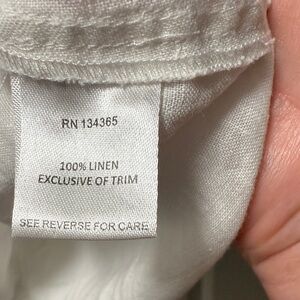 RN 134365
100% LINEN
EXCLUSIVE OF TRIM
SEE REVERSE FOR CARE